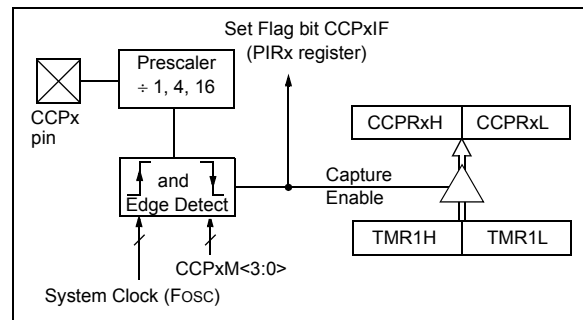 Set Flag bit CCPxIF
(PIRx register)
Prescaler
÷ 1, 4, 16
CCPx
pin
CCPRxH
CCPRxL
and
Edge Detect
Capture
Enable
TMR1H
TMR1L
CCPxM<3:0>
System Clock (FOSC)